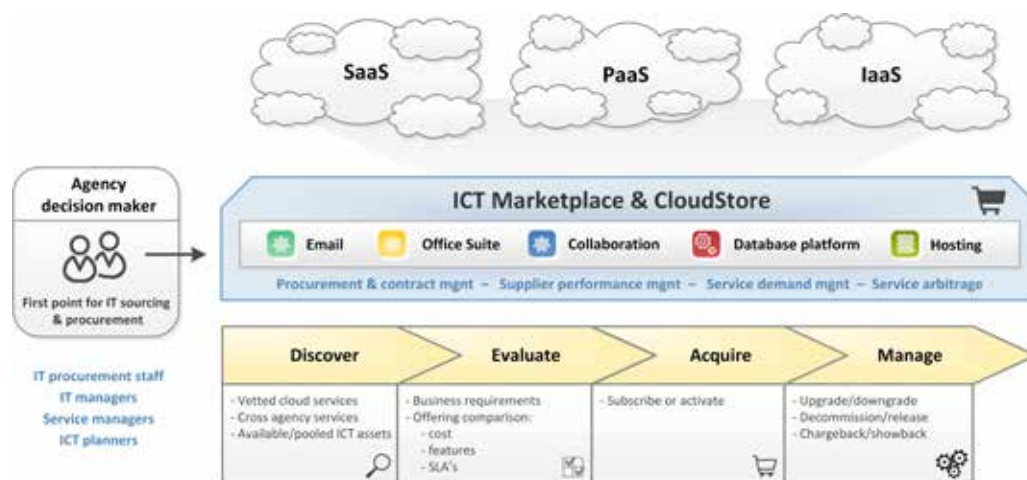 SaaS
PaaS
IaaS
Agency
decision maker
First point for IT sourcing
& procurement
IT procurement staff
IT managers
Service managers
ICT planners
ICT Marketplace & CloudStore
Email
Office Suite
Collaboration
Database platform
Hosting
Procurement & contract mgnt – Supplier performance mgnt – Service demand mgnt – Service arbitrage
Discover
- Vetted cloud services
- Cross agency services
- Available/pooled ICT assets
Evaluate
- Business requirements
- Offering comparison:
- cost
- features
- SLA's
Acquire
- Subscribe or activate
Manage
- Upgrade/downgrade
- Decommission/release
- Chargeback/showback